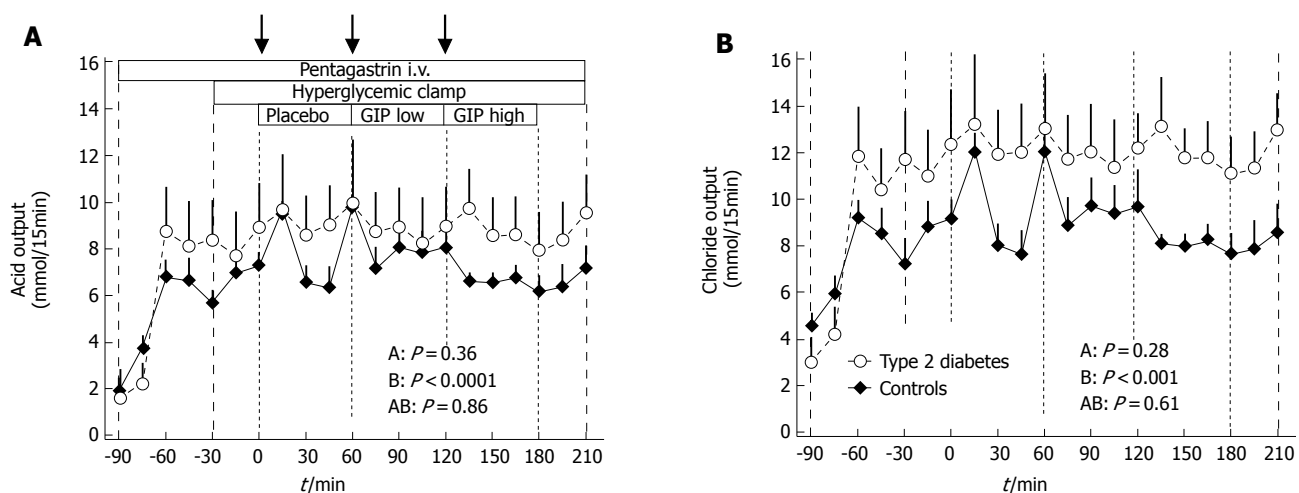 A
Pentagastrin i.v.
Hyperglycemic clamp
Placebo GIP low GIP high
Acid output
(mmol/15min)
16
14
12
10
8
6
4
2
0
A: P = 0.36
B: P < 0.0001
AB: P = 0.86
-90 -60 -30 0 30 60 90 120 150 180 210
t/min
B
Chloride output
(mmol/15min)
16
14
12
10
8
6
4
2
0
Type 2 diabetes
Controls
A: P = 0.28
B: P < 0.001
AB: P = 0.61
-90 -60 -30 0 30 60 90 120 150 180 210
t/min